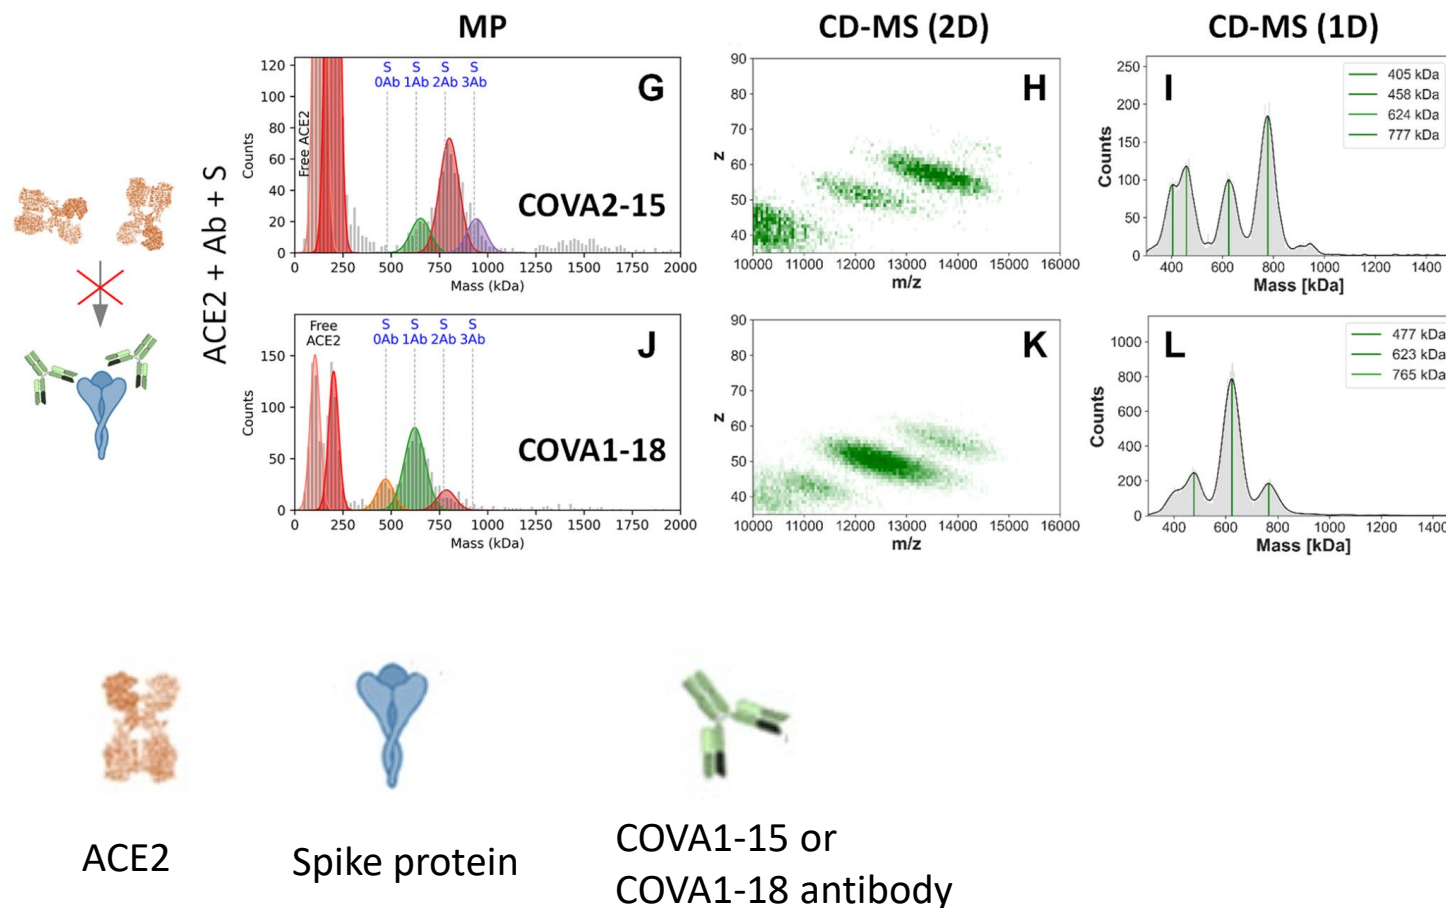 MP
CD-MS (2D)
CD-MS (1D)
ACE2 + Ab + S
S S S S
0Ab 1Ab 2Ab 3Ab
G
Free ACE2
COVA2-15
Counts
120
100
80
60
40
20
0
0 250 500 750 1000 1250 1500 1750 2000
Mass (kDa)
H
z
90
80
70
60
50
40
10000 11000 12000 13000 14000 15000 16000
m/z
I
405 kDa
458 kDa
624 kDa
777 kDa
Counts
250
200
150
100
50
0
400 600 800 1000 1200 1400
Mass [kDa]
Free
ACE2
S S S S
0Ab 1Ab 2Ab 3Ab
J
COVA1-18
Counts
150
100
50
0
0 250 500 750 1000 1250 1500 1750 2000
Mass (kDa)
K
z
90
80
70
60
50
40
10000 11000 12000 13000 14000 15000 16000
m/z
L
477 kDa
623 kDa
765 kDa
Counts
1000
800
600
400
200
0
400 600 800 1000 1200 1400
Mass [kDa]
ACE2
Spike protein
COVA1-15 or
COVA1-18 antibody